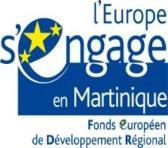 l'Europe
s'engage
en Martinique
Fonds européen
de Développement Régional